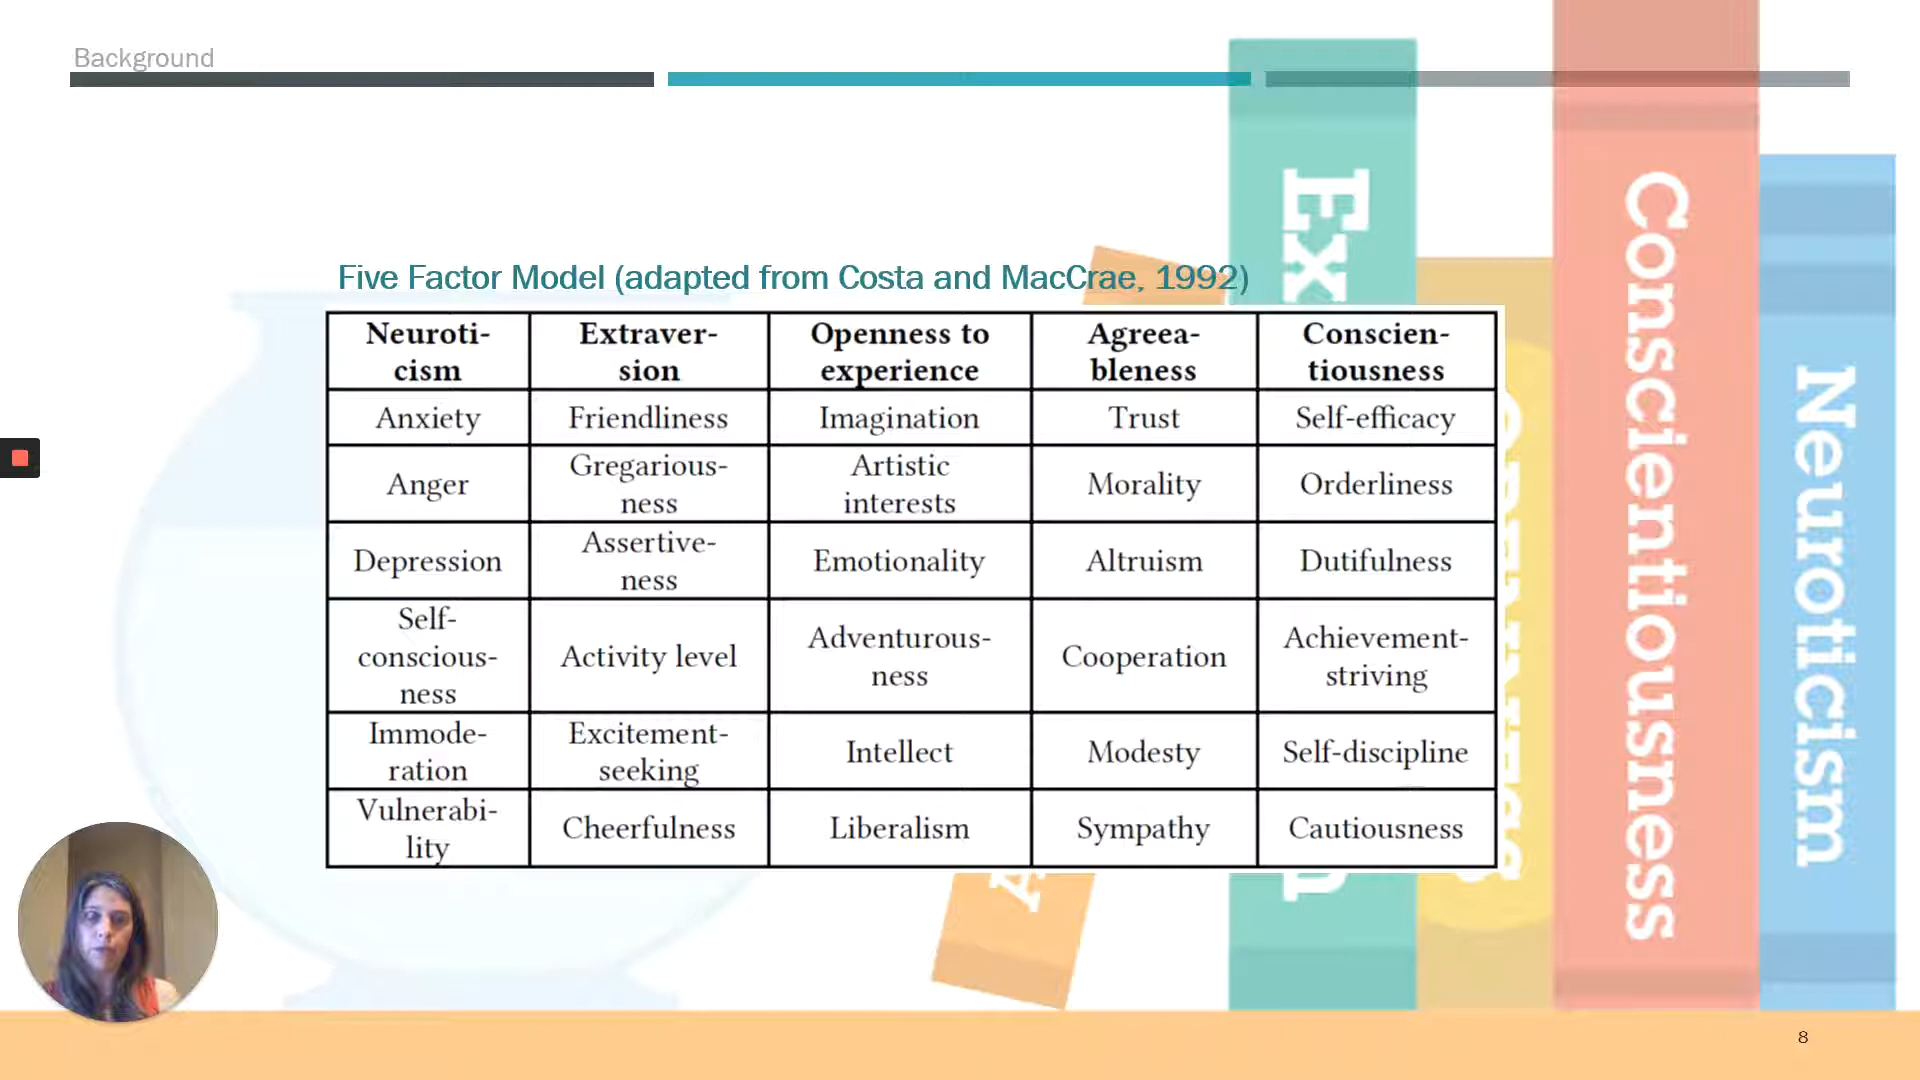 Background
Five Factor Model (adapted from Costa and MacCrae, 1992)
Neuroti-
cism
Extraver-
sion
Openness to
experience
Agreea-
bleness
Conscien-
tiousness
Anxiety
Friendliness
Imagination
Trust
Self-efficacy
Anger
Gregarious-
ness
Artistic
interests
Morality
Orderliness
Depression
Assertive-
ness
Emotionality
Altruism
Dutifulness
Self-
conscious-
ness
Activity level
Adventurous-
ness
Cooperation
Achievement-
striving
Immode-
ration
Excitement-
seeking
Intellect
Modesty
Self-discipline
Vulnerabi-
lity
Cheerfulness
Liberalism
Sympathy
Cautiousness
Ex
Conscientiousness
Neuroticism
8